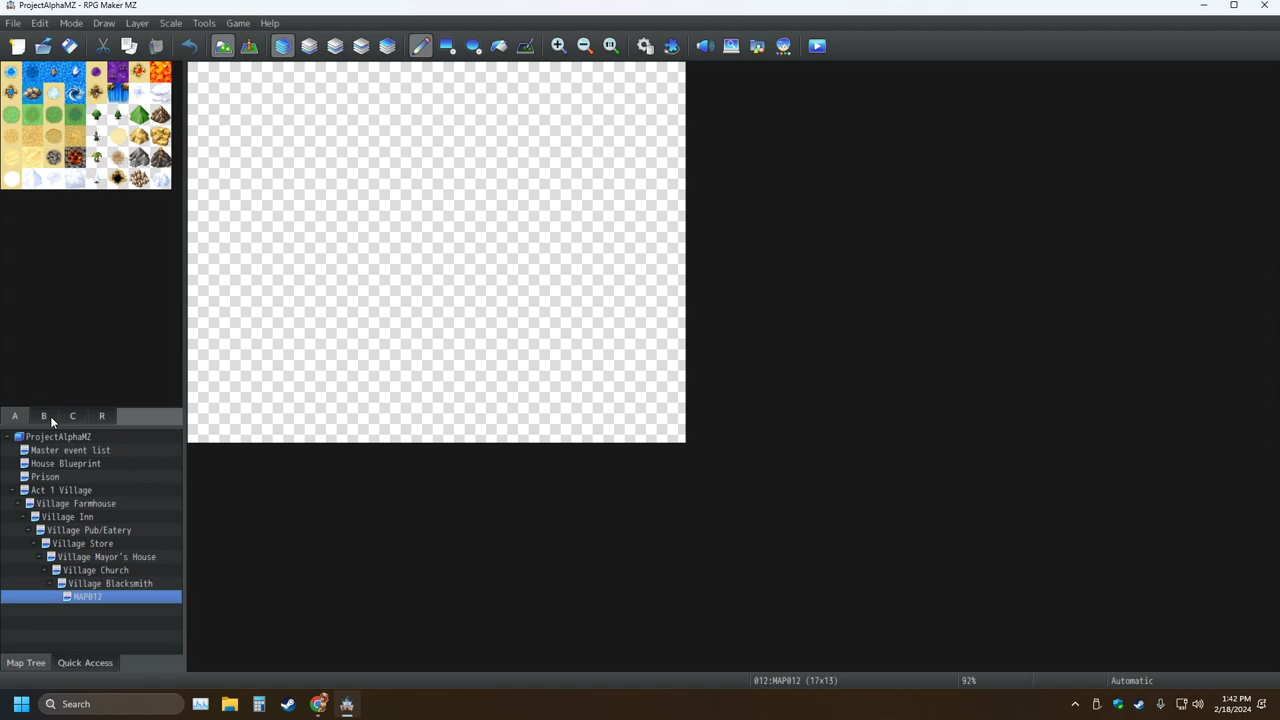 ProjectAlphaMZ - RPG Maker MZ
File Edit Mode Draw Layer Scale Tools Game Help
A B C R
ProjectAlphaMZ
Master event list
House Blueprint
Prison
Act 1 Village
Village Farmhouse
Village Inn
Village Pub/Eatery
Village Store
Village Mayor's House
Village Church
Village Blacksmith
MAP012
Map Tree Quick Access
012:MAP012 (17x13) 92% Automatic
Search
1:42 PM
2/18/2024